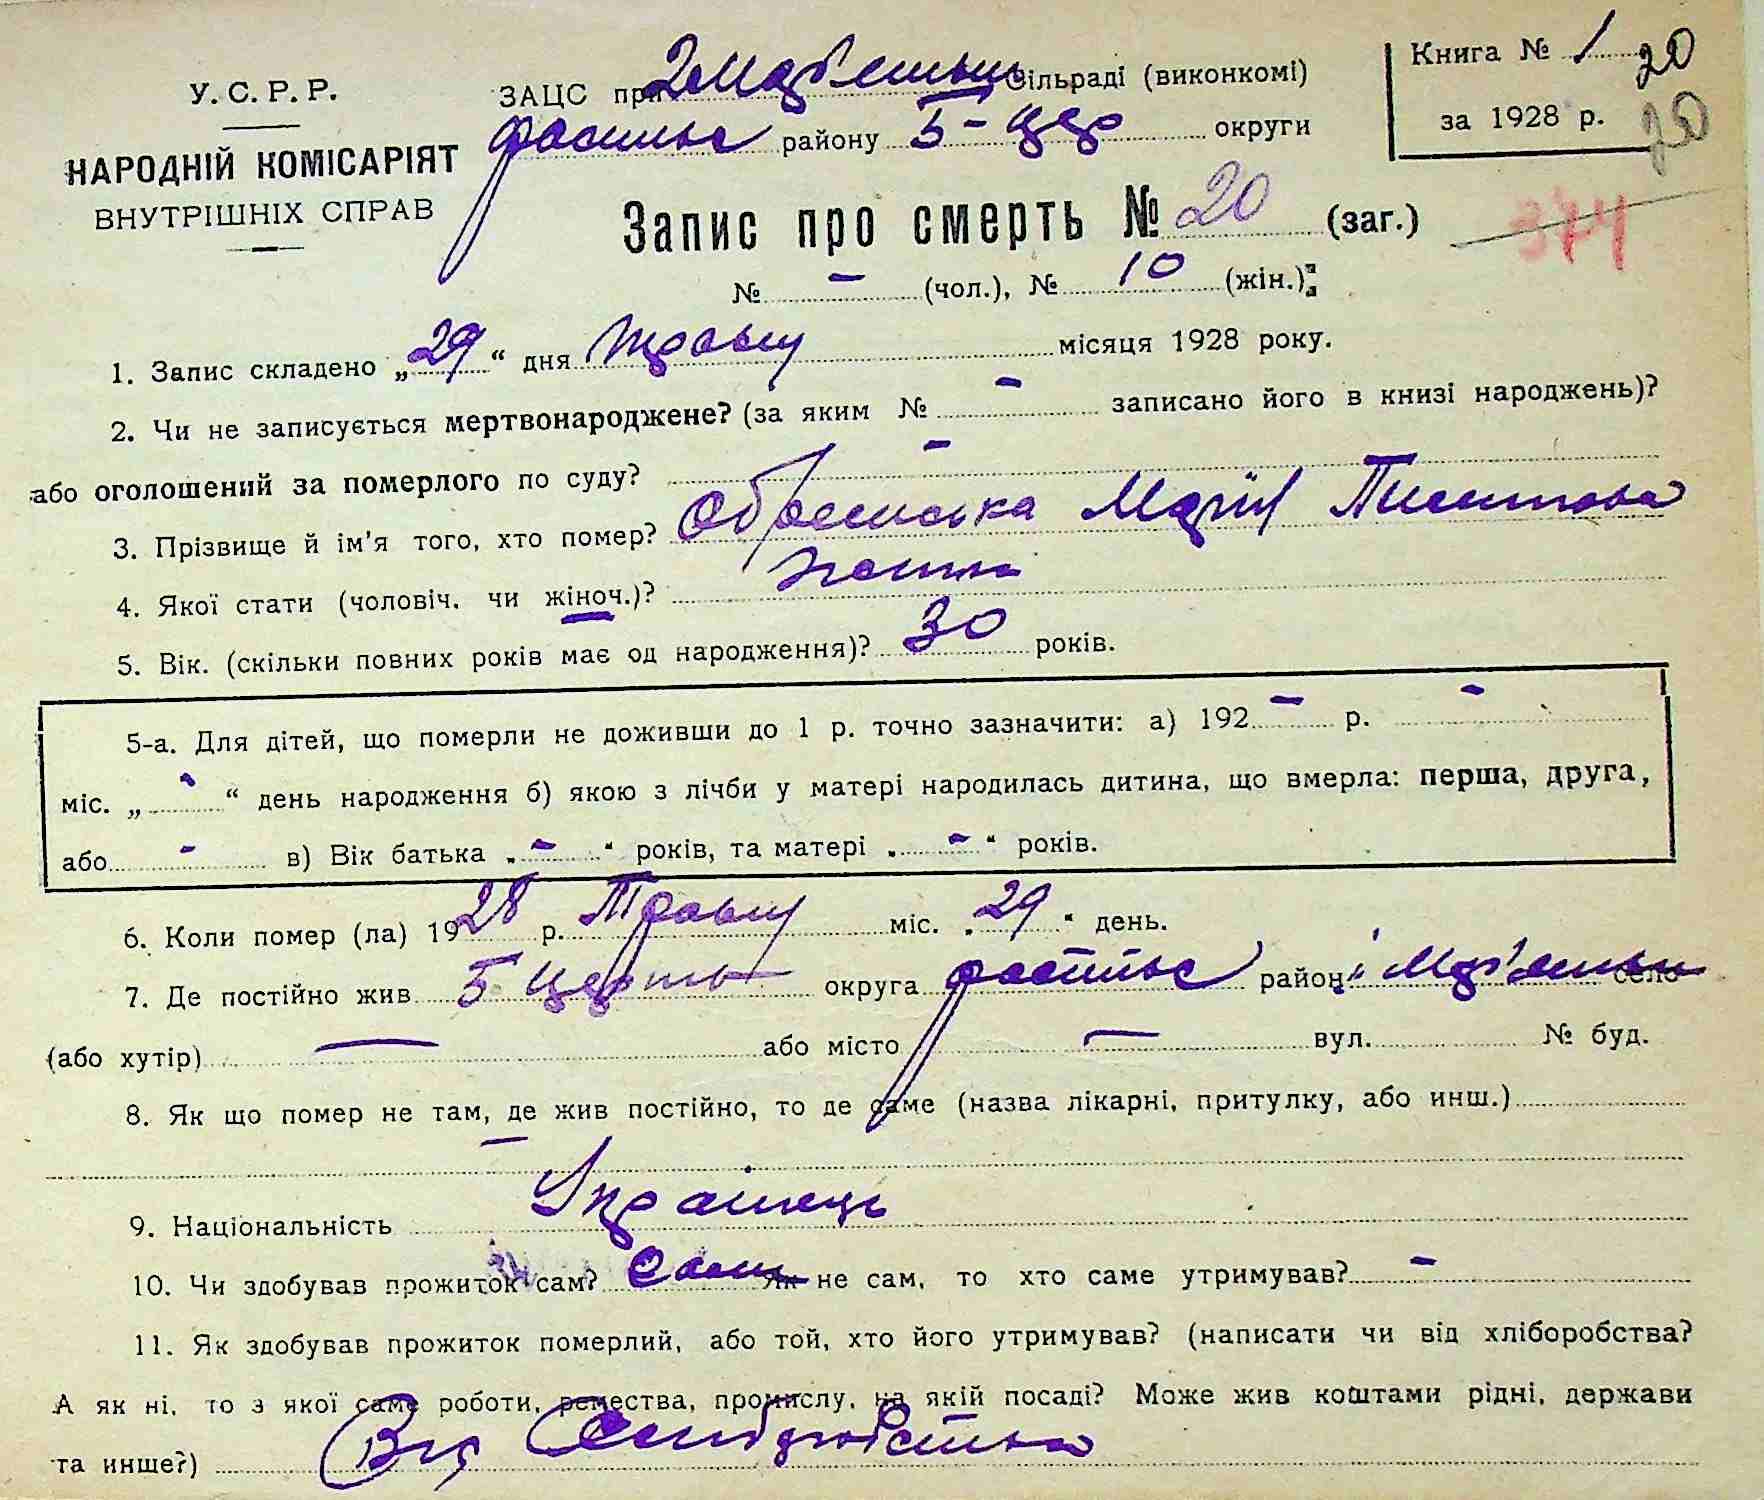 Книга № 1 20
У. С. Р. Р.
ЗАЦС при сільраді (виконкомі)
за 1928 р. 20
району Б-Цер округи
НАРОДНІЙ КОМІСАРІЯТ
ВНУТРІШНІХ СПРАВ
Запис про смерть № 20 (заг.) 374
№ – (чол.), № 10 (жін.):
1. Запис складено „29“ дня Травня місяця 1928 року.
2. Чи не записується мертвонароджене? (за яким № – записано його в книзі народжень)?
або оголошений за померлого по суду? –
3. Прізвище й ім'я того, хто помер? Марія
4. Якої стати (чоловіч. чи жіноч.)?
5. Вік. (скільки повних років має од народження)? 30 років.
5-а. Для дітей, що померли не доживши до 1 р. точно зазначити: а) 192 – р. –
міс. „ - “ день народження б) якою з лічби у матері народилась дитина, що вмерла: перша, друга,
або - в) Вік батька „ – “ років, та матері „ – “ років.
6. Коли помер (ла) 1928 р. Травня міс. „29“ день.
7. Де постійно жив Б Церкв округа район село
(або хутір) — або місто — вул. № буд.
8. Як що помер не там, де жив постійно, то де саме (назва лікарні, притулку, або инш.)
–
9. Національність Українець
10. Чи здобував прожиток сам? Сам Як не сам, то хто саме утримував? –
11. Як здобував прожиток померлий, або той, хто його утримував? (написати чи від хліборобства?
А як ні, то з якої саме роботи, ремества, промислу, на якій посаді? Може жив коштами рідні, держави
та инше?) Від